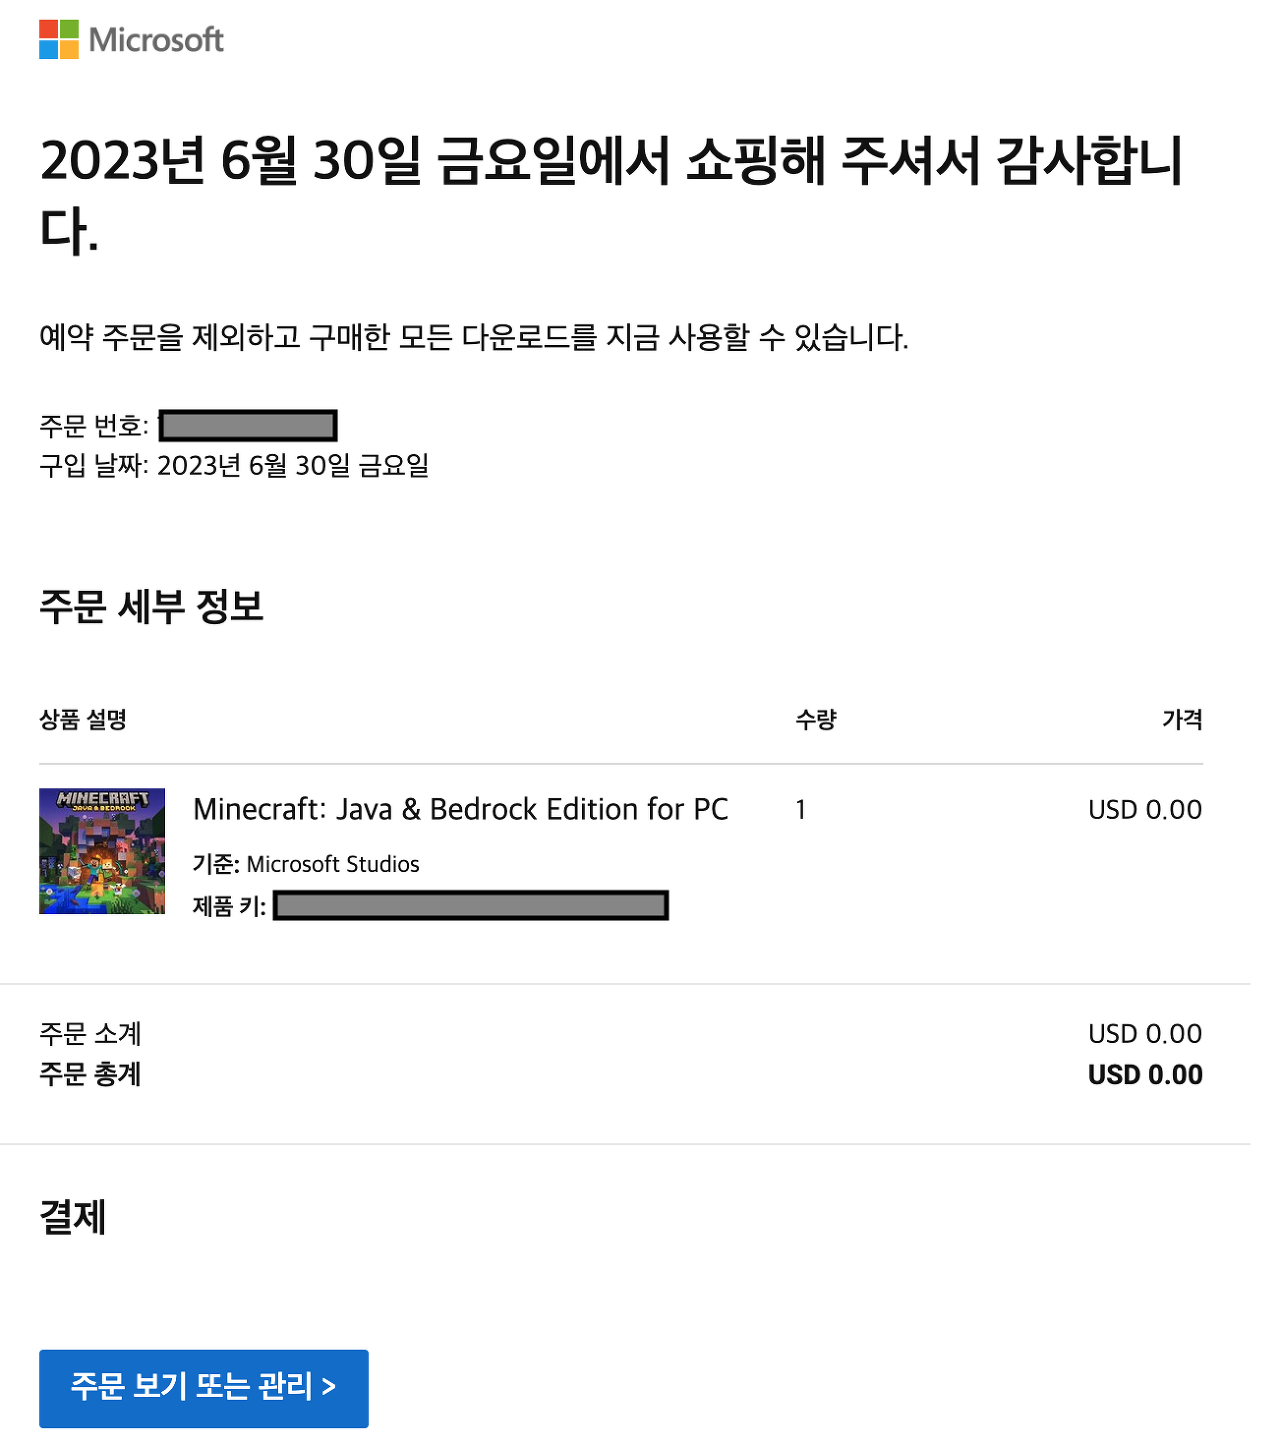 Microsoft
2023년 6월 30일 금요일에서 쇼핑해 주셔서 감사합니
다.
예약 주문을 제외하고 구매한 모든 다운로드를 지금 사용할 수 있습니다.
주문 번호:
구입 날짜: 2023년 6월 30일 금요일
주문 세부 정보
상품 설명 수량 가격
MINECRAFT
JAVA & BEDROCK
Minecraft: Java & Bedrock Edition for PC 1 USD 0.00
기준: Microsoft Studios
제품 키:
주문 소계 USD 0.00
주문 총계 USD 0.00
결제
주문 보기 또는 관리 >